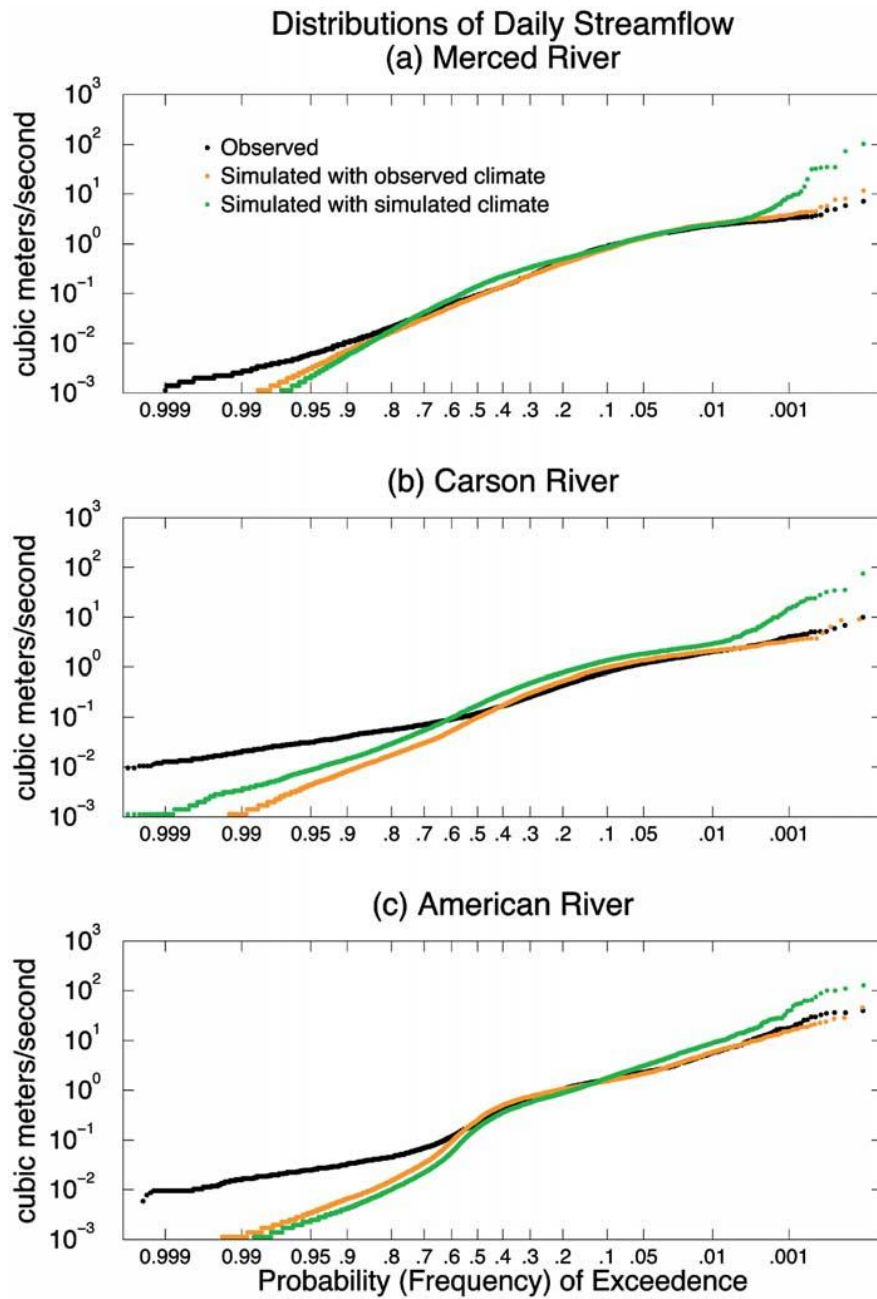 Distributions of Daily Streamflow
(a) Merced River
10³
10²
10¹
10⁰
10⁻¹
10⁻²
10⁻³
cubic meters/second
Observed
Simulated with observed climate
Simulated with simulated climate
0.999 0.99 0.95 .9 .8 .7 .6 .5 .4 .3 .2 .1 .05 .01 .001
(b) Carson River
10³
10²
10¹
10⁰
10⁻¹
10⁻²
10⁻³
cubic meters/second
0.999 0.99 0.95 .9 .8 .7 .6 .5 .4 .3 .2 .1 .05 .01 .001
(c) American River
10³
10²
10¹
10⁰
10⁻¹
10⁻²
10⁻³
cubic meters/second
0.999 0.99 0.95 .9 .8 .7 .6 .5 .4 .3 .2 .1 .05 .01 .001
Probability (Frequency) of Exceedence